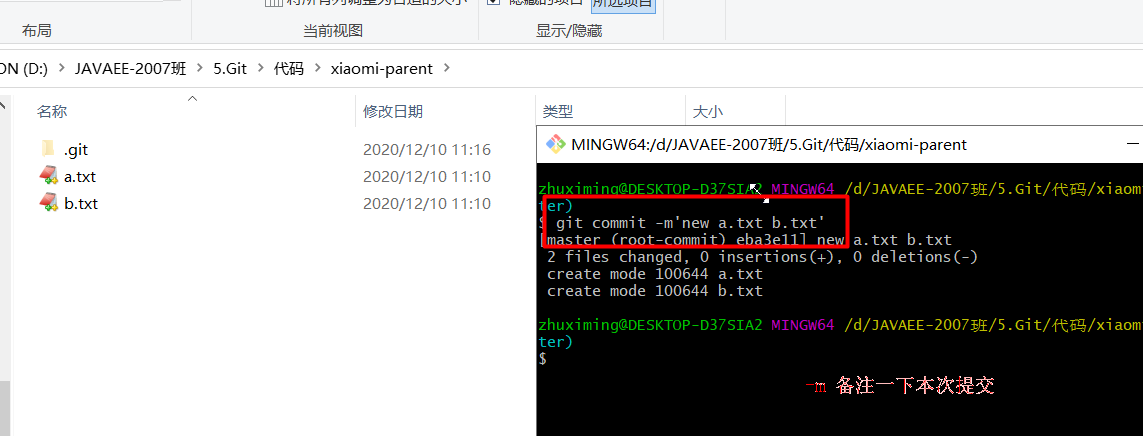 将所有列调整为合适的大小
隐藏的项目
所选项目
布局
当前视图
显示/隐藏
ON (D:) > JAVAEE-2007班 > 5.Git > 代码 > xiaomi-parent >
名称 修改日期 类型 大小
.git 2020/12/10 11:16
a.txt 2020/12/10 11:10
b.txt 2020/12/10 11:10
MINGW64:/d/JAVAEE-2007班/5.Git/代码/xiaomi-parent
zhuximing@DESKTOP-D37SIA2 MINGW64 /d/JAVAEE-2007班/5.Git/代码/xiaom
ter)
$ git commit -m'new a.txt b.txt'
[master (root-commit) eba3e11] new a.txt b.txt
2 files changed, 0 insertions(+), 0 deletions(-)
create mode 100644 a.txt
create mode 100644 b.txt
zhuximing@DESKTOP-D37SIA2 MINGW64 /d/JAVAEE-2007班/5.Git/代码/xiaom
ter)
$
-m 备注一下本次提交